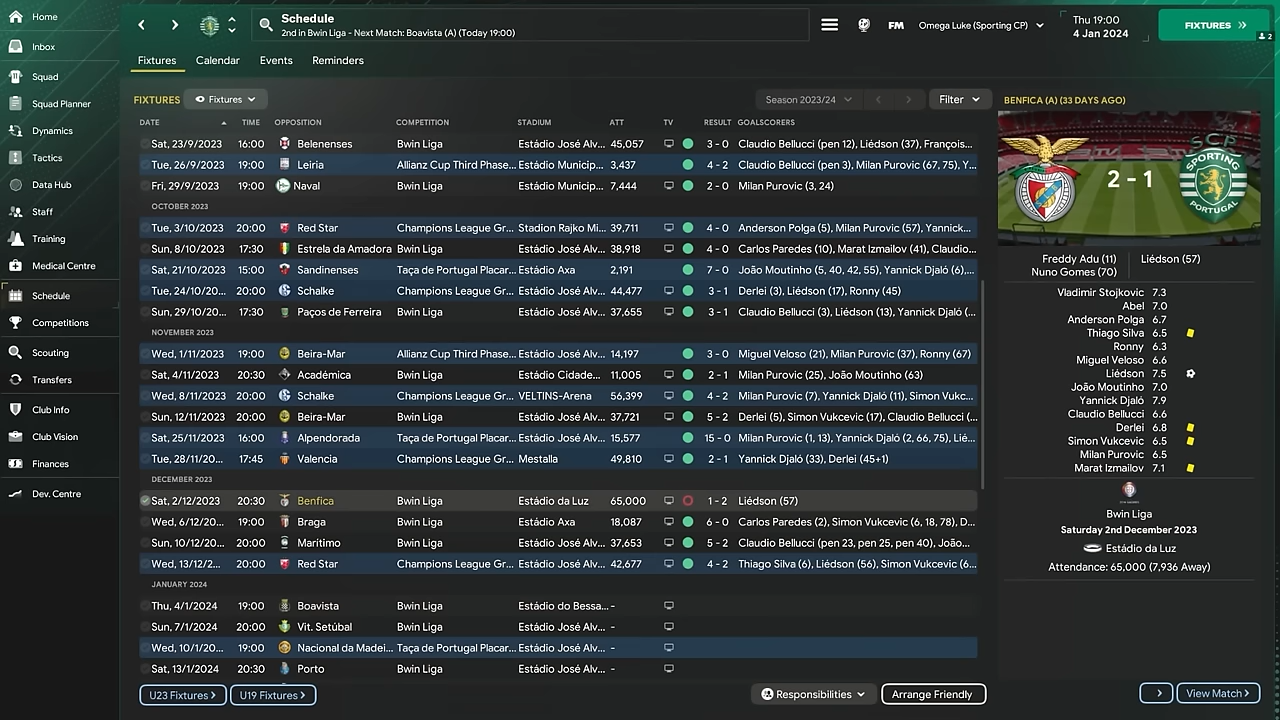 Home
Inbox
Squad
Squad Planner
Dynamics
Tactics
Data Hub
Staff
Training
Medical Centre
Schedule
Competitions
Scouting
Transfers
Club Info
Club Vision
Finances
Dev. Centre
Schedule
2nd in Bwin Liga - Next Match: Boavista (A) (Today 19:00)
FM
Omega Luke (Sporting CP)
Thu 19:00
4 Jan 2024
FIXTURES
2
Fixtures Calendar Events Reminders
FIXTURES Fixtures
Season 2023/24 Filter
DATE TIME OPPOSITION COMPETITION STADIUM ATT TV RESULT GOALSCORERS
Sat, 23/9/2023 16:00 Belenenses Bwin Liga Estádio José Alv... 45,057 - 0 Claudio Bellucci (pen 12), Liedson (37), François...
Tue, 26/9/2023 19:00 Leiria Allianz Cup Third Phase... Estádio Municip... 3,437 4 - 2 Claudio Bellucci (pen 3), Milan Purovic (67, 75), Y...
Fri, 29/9/2023 19:00 Naval Bwin Liga Estádio Municip... 7,444 2 - 0 Milan Purovic (3, 24)
OCTOBER 2023
Tue, 3/10/2023 20:00 Red Star Champions League Gr... Stadion Rajko Mi... 39,711 4 - 0 Anderson Polga (5), Milan Purovic (57), Yannick...
Sun, 8/10/2023 17:30 Estrela da Amadora Bwin Liga Estádio José Alv... 38,918 4 - 0 Carlos Paredes (10), Marat Izmailov (41), Claudio...
Sat, 21/10/2023 15:00 Sandinenses Taça de Portugal Placar... Estádio Axa 2,191 7 - 0 João Moutinho (5, 40, 42, 55), Yannick Djaló (6),...
Tue, 24/10/20... 20:00 Schalke Champions League Gr... Estádio José Alv... 44,477 3 - 1 Derlei (3), Liédson (17), Ronny (45)
Sun, 29/10/20... 17:30 Paços de Ferreira Bwin Liga Estádio José Alv... 37,655 3 - 1 Claudio Bellucci (3), Liédson (13), Yannick Djaló (...
NOVEMBER 2023
Wed, 1/11/2023 19:00 Beira-Mar Allianz Cup Third Phase... Estádio José Alv... 14,197 3 - 0 Miguel Veloso (21), Milan Purovic (37), Ronny (67)
Sat, 4/11/2023 20:30 Académica Bwin Liga Estádio Cidade... 11,005 2 - 1 Milan Purovic (25), João Moutinho (63)
Wed, 8/11/2023 20:00 Schalke Champions League Gr... VELTINS-Arena 56,399 4 - 2 Milan Purovic (7), Yannick Djaló (11), Simon Vukc...
Sun, 12/11/2023 20:00 Beira-Mar Bwin Liga Estádio José Alv... 37,721 5 - 2 Derlei (5), Simon Vukcevic (17), Claudio Bellucci (...
Sat, 25/11/2023 16:00 Alpendorada Taça de Portugal Placar... Estádio José Alv... 15,577 15 - 0 Milan Purovic (1, 13), Yannick Djaló (2, 66, 75), Lié...
Tue, 28/11/20... 17:45 Valencia Champions League Gr... Mestalla 49,810 2 - 1 Yannick Djaló (33), Derlei (45+1)
DECEMBER 2023
Sat, 2/12/2023 20:30 Benfica Bwin Liga Estádio da Luz 65,000 1 - 2 Liédson (57)
Wed, 6/12/20... 19:00 Braga Bwin Liga Estádio Axa 18,087 6 - 0 Carlos Paredes (2), Simon Vukcevic (6, 18, 78), D...
Sun, 10/12/20... 20:00 Marítimo Bwin Liga Estádio José Alv... 37,653 5 - 2 Claudio Bellucci (pen 23, pen 25, pen 40), João...
Wed, 13/12/2... 20:00 Red Star Champions League Gr... Estádio José Alv... 42,677 4 - 2 Thiago Silva (6), Liédson (56), Simon Vukcevic (6...
JANUARY 2024
Thu, 4/1/2024 19:00 Boavista Bwin Liga Estádio do Bessa... -
Sun, 7/1/2024 20:00 Vit. Setúbal Bwin Liga Estádio José Alv... -
Wed, 10/1/20... 19:00 Nacional da Madei... Taça de Portugal Placar... Estádio José Alv... -
Sat, 13/1/2024 20:30 Porto Bwin Liga Estádio José Alv... -
U23 Fixtures U19 Fixtures
Responsibilities Arrange Friendly
BENFICA (A) (33 DAYS AGO)
2 - 1
SCP
SPORTING
PORTUGAL
Freddy Adu (11) Liédson (57)
Nuno Gomes (70)
Vladimir Stojkovic 7.3
Abel 7.0
Anderson Polga 6.7
Thiago Silva 6.5
Ronny 6.3
Miguel Veloso 6.6
Liédson 7.5
João Moutinho 7.0
Yannick Djaló 7.9
Claudio Bellucci 6.6
Derlei 6.8
Simon Vukcevic 6.5
Milan Purovic 6.5
Marat Izmailov 7.1
Bwin Liga
Saturday 2nd December 2023
Estádio da Luz
Attendance: 65,000 (7,936 Away)
View Match